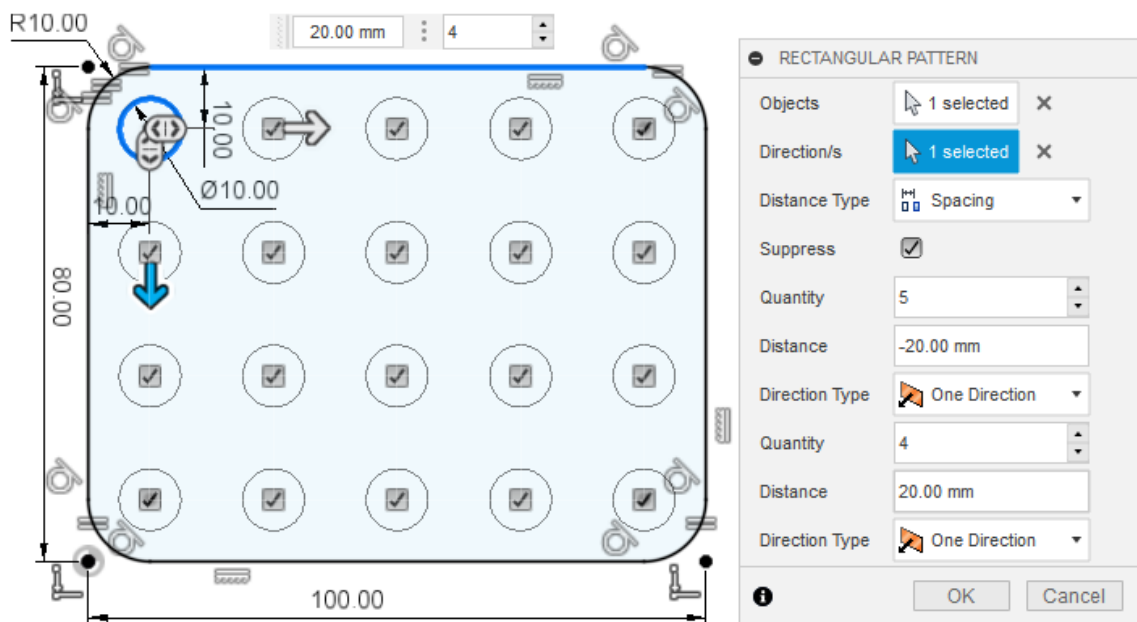 R10.00
20.00 mm
4
10.00
Ø10.00
10.00
80.00
100.00
RECTANGULAR PATTERN
Objects
1 selected
Direction/s
1 selected
Distance Type
Spacing
Suppress
Quantity
5
Distance
-20.00 mm
Direction Type
One Direction
Quantity
4
Distance
20.00 mm
Direction Type
One Direction
OK
Cancel